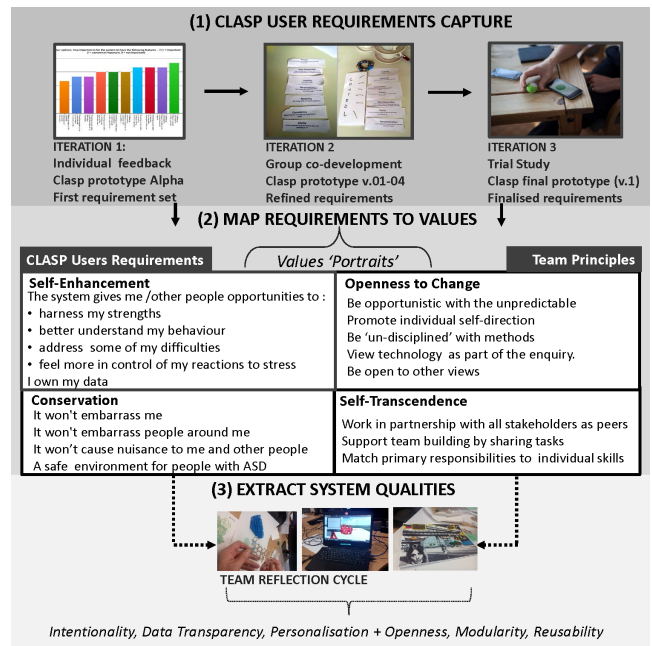 (1) CLASP USER REQUIREMENTS CAPTURE
ITERATION 1:
Individual feedback
Clasp prototype Alpha
First requirement set
ITERATION 2
Group co-development
Clasp prototype v.01-04
Refined requirements
ITERATION 3
Trial Study
Clasp final prototype (v.1)
Finalised requirements
(2) MAP REQUIREMENTS TO VALUES
CLASP Users Requirements
Values ‘Portraits’
Team Principles
Self-Enhancement
The system gives me /other people opportunities to :
• harness my strengths
• better understand my behaviour
• address some of my difficulties
• feel more in control of my reactions to stress
I own my data
Openness to Change
Be opportunistic with the unpredictable
Promote individual self-direction
Be ‘un-disciplined’ with methods
View technology as part of the enquiry.
Be open to other views
Conservation
It won't embarrass me
It won't embarrass people around me
It won’t cause nuisance to me and other people
A safe environment for people with ASD
Self-Transcendence
Work in partnership with all stakeholders as peers
Support team building by sharing tasks
Match primary responsibilities to individual skills
(3) EXTRACT SYSTEM QUALITIES
TEAM REFLECTION CYCLE
Intentionality, Data Transparency, Personalisation + Openness, Modularity, Reusability